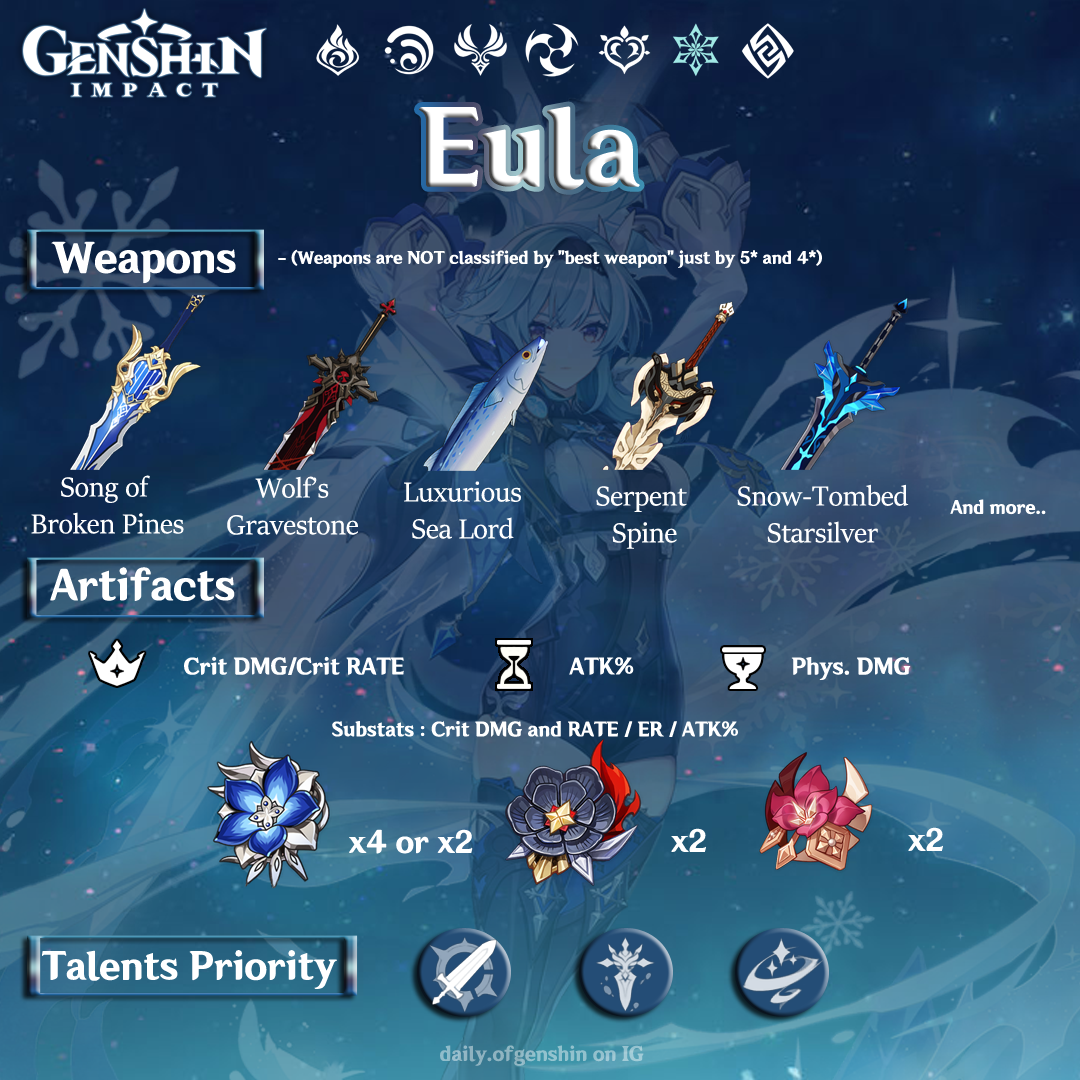 GENSHIN
IMPACT
Eula
Weapons
- (Weapons are NOT classified by "best weapon" just by 5* and 4*)
Song of
Broken Pines
Wolf's
Gravestone
Luxurious
Sea Lord
Serpent
Spine
Snow-Tombed
Starsilver
And more..
Artifacts
Crit DMG/Crit RATE
ATK%
Phys. DMG
Substats : Crit DMG and RATE / ER / ATK%
x4 or x2
x2
x2
Talents Priority
daily.ofgenshin on IG